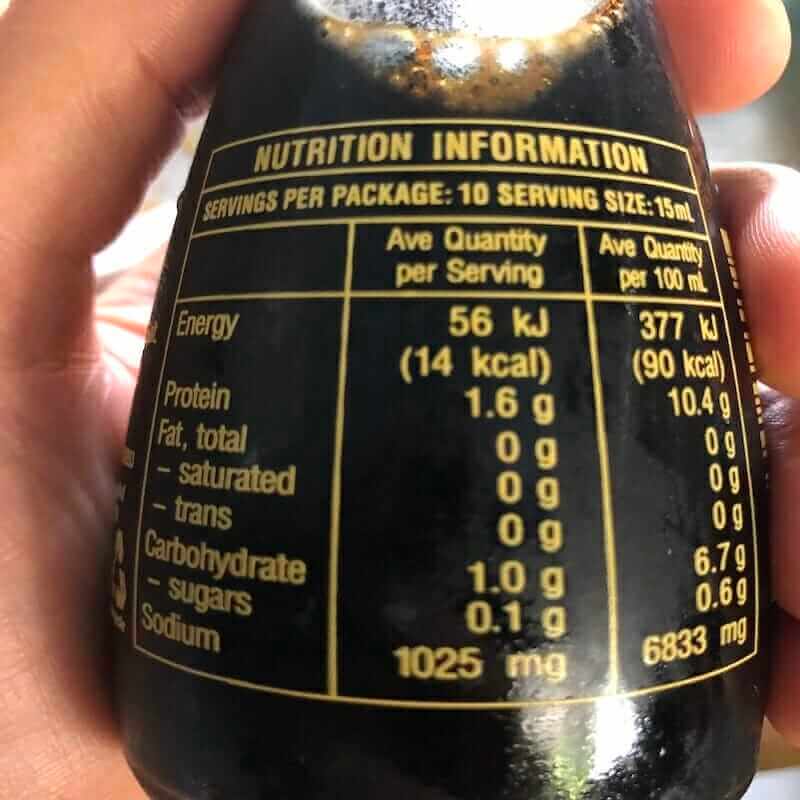 NUTRITION INFORMATION
SERVINGS PER PACKAGE: 10 SERVING SIZE: 15mL
Ave Quantity per Serving Ave Quantity per 100 mL
Energy 56 kJ 377 kJ
(14 kcal) (90 kcal)
Protein 1.6 g 10.4 g
Fat, total 0 g 0 g
– saturated 0 g 0 g
– trans 0 g 0 g
Carbohydrate 1.0 g 6.7 g
– sugars 0.1 g 0.6 g
Sodium 1025 mg 6833 mg